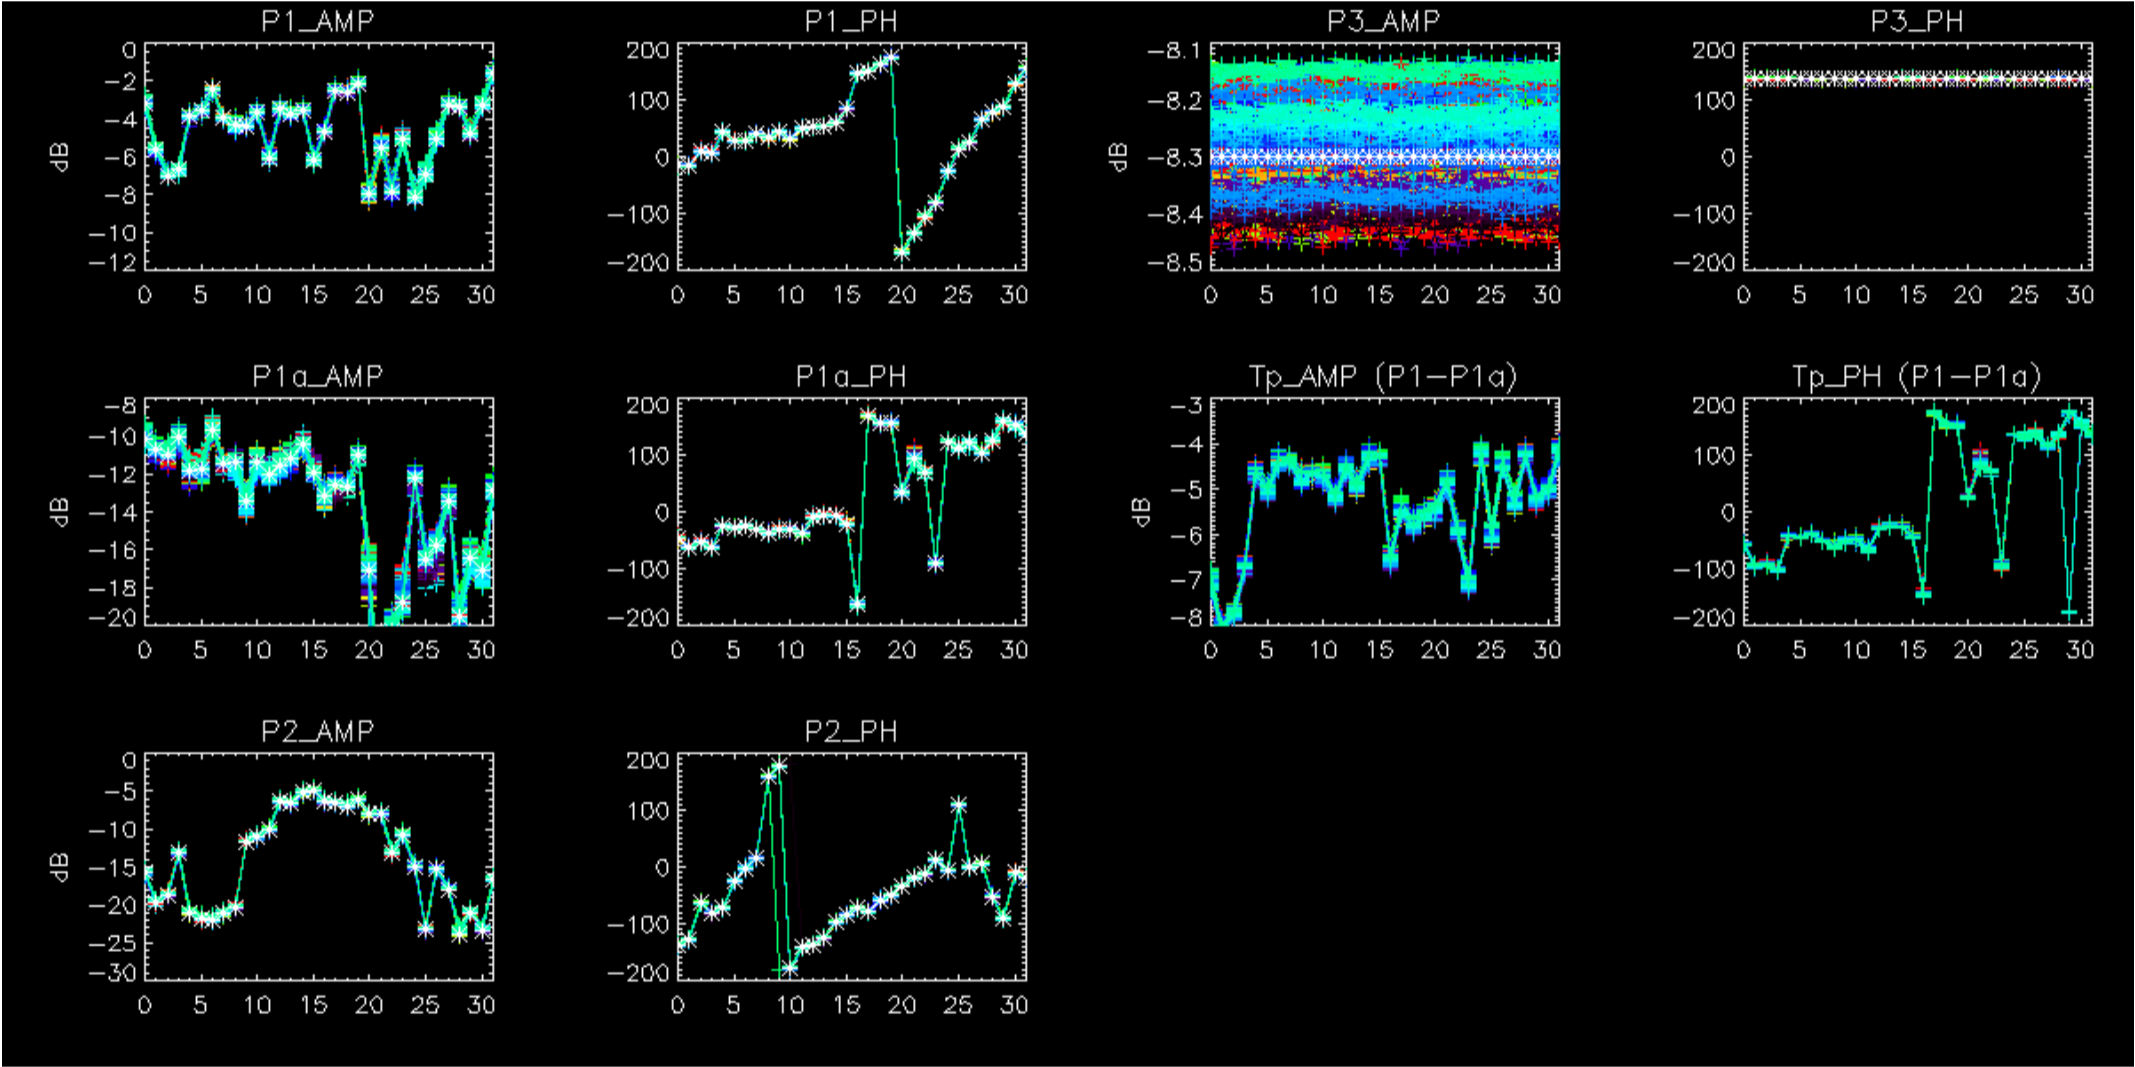 P1_AMP
dB
0
−2
−4
−6
−8
−10
−12
0 5 10 15 20 25 30
P1_PH
200
100
0
−100
−200
0 5 10 15 20 25 30
P3_AMP
dB
−8.1
−8.2
−8.3
−8.4
−8.5
0 5 10 15 20 25 30
P3_PH
200
100
0
−100
−200
0 5 10 15 20 25 30
P1a_AMP
dB
−8
−10
−12
−14
−16
−18
−20
0 5 10 15 20 25 30
P1a_PH
200
100
0
−100
−200
0 5 10 15 20 25 30
Tp_AMP (P1−P1a)
dB
−3
−4
−5
−6
−7
−8
0 5 10 15 20 25 30
Tp_PH (P1−P1a)
200
100
0
−100
−200
0 5 10 15 20 25 30
P2_AMP
dB
0
−5
−10
−15
−20
−25
−30
0 5 10 15 20 25 30
P2_PH
200
100
0
−100
−200
0 5 10 15 20 25 30